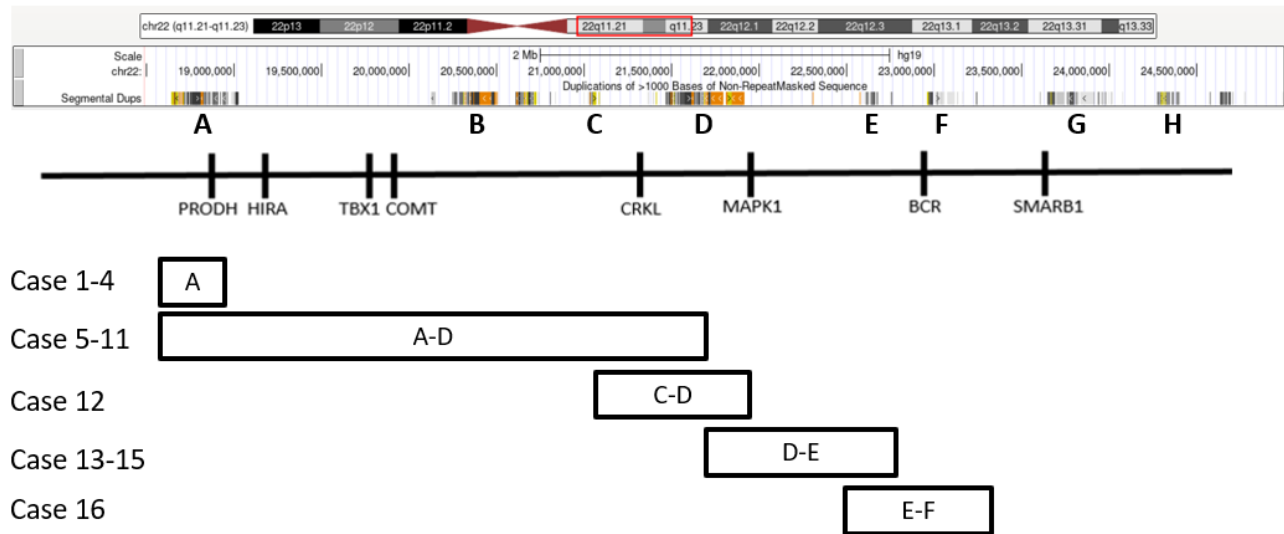 chr22 (q11.21-q11.23) 22p13 22p12 22p11.2 22q11.21 q11.23 22q12.1 22q12.2 22q12.3 22q13.1 22q13.2 22q13.31 q13.33
Scale 2 Mb hg19
chr22: 19,000,000 19,500,000 20,000,000 20,500,000 21,000,000 21,500,000 22,000,000 22,500,000 23,000,000 23,500,000 24,000,000 24,500,000
Duplications of >1000 Bases of Non-RepeatMasked Sequence
Segmental Dups
A B C D E F G H
PRODH HIRA TBX1 COMT CRKL MAPK1 BCR SMARB1
Case 1-4 A
Case 5-11 A-D
Case 12 C-D
Case 13-15 D-E
Case 16 E-F